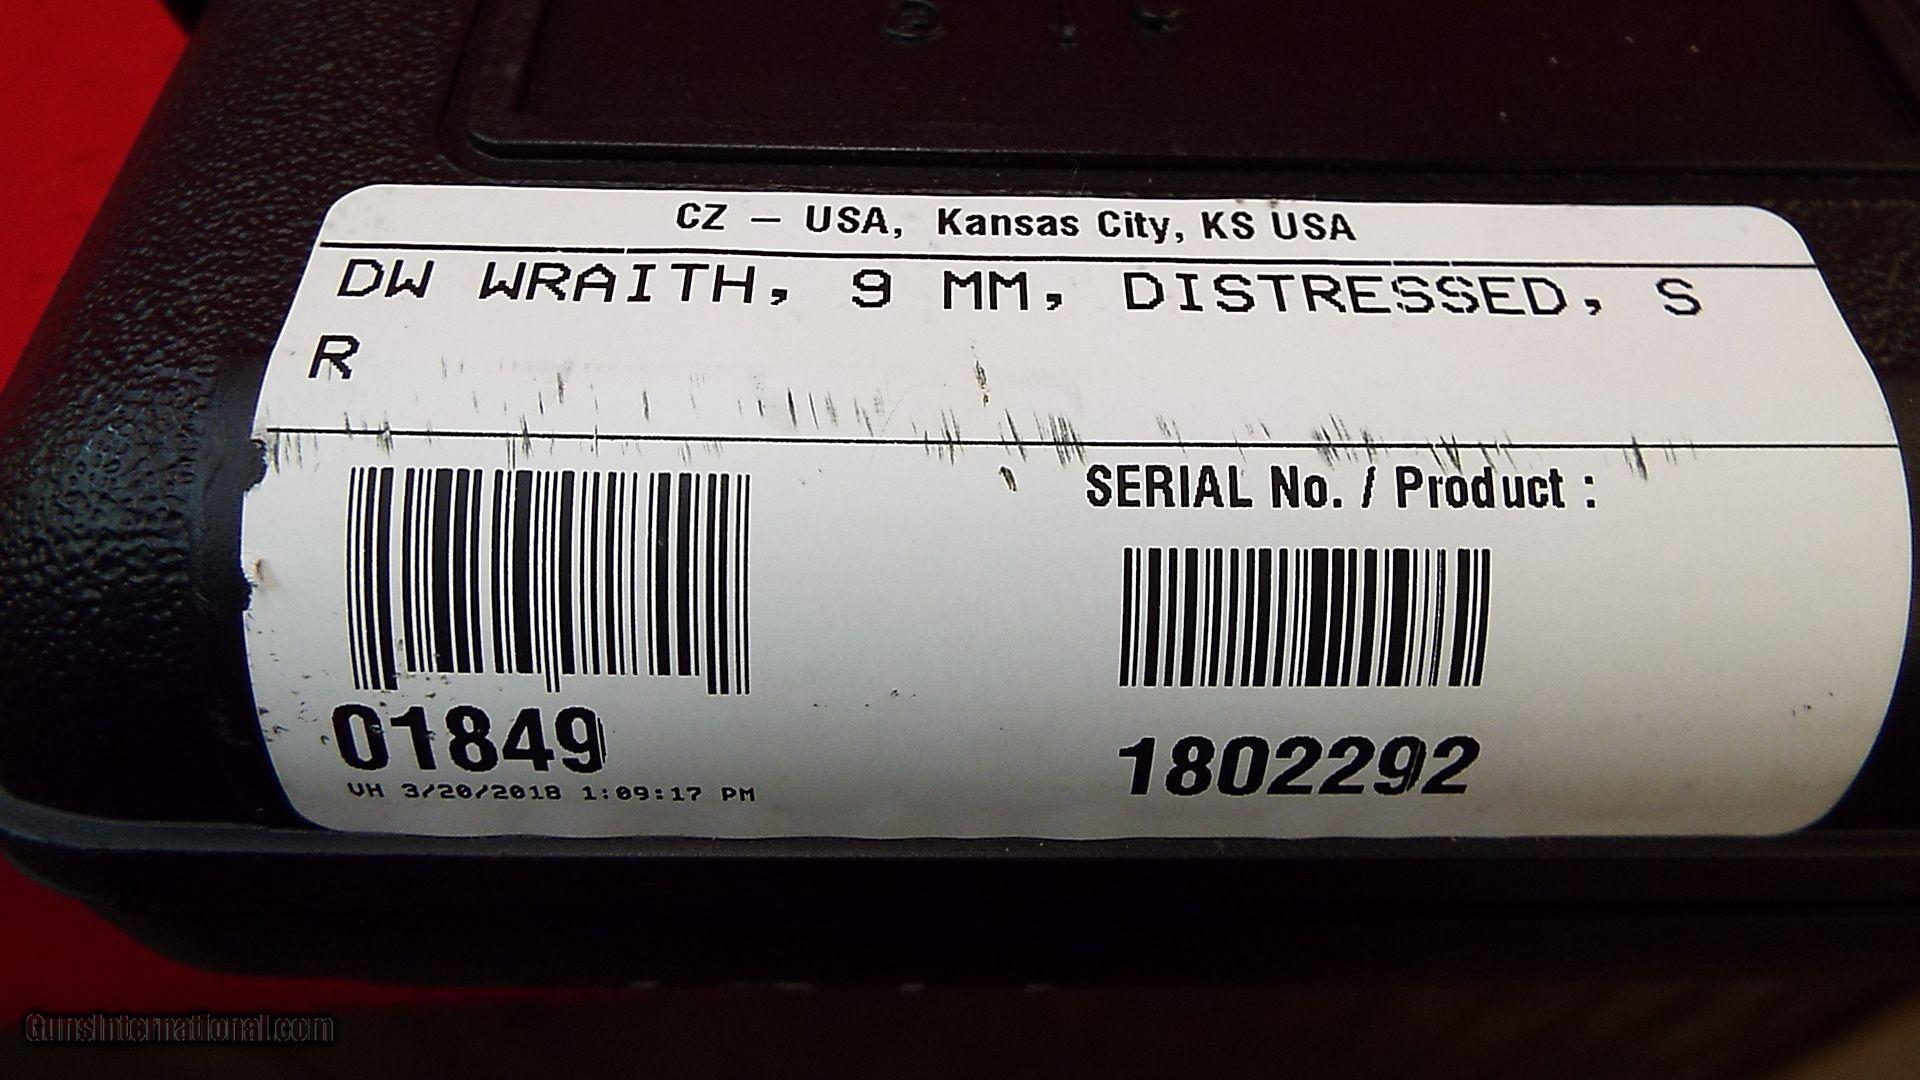 CZ – USA, Kansas City, KS USA
DW WRAITH, 9 MM, DISTRESSED, S
R
SERIAL No. / Product :
01849
1802292
VH 3/20/2018 1:09:17 PM
GunsInternational.com